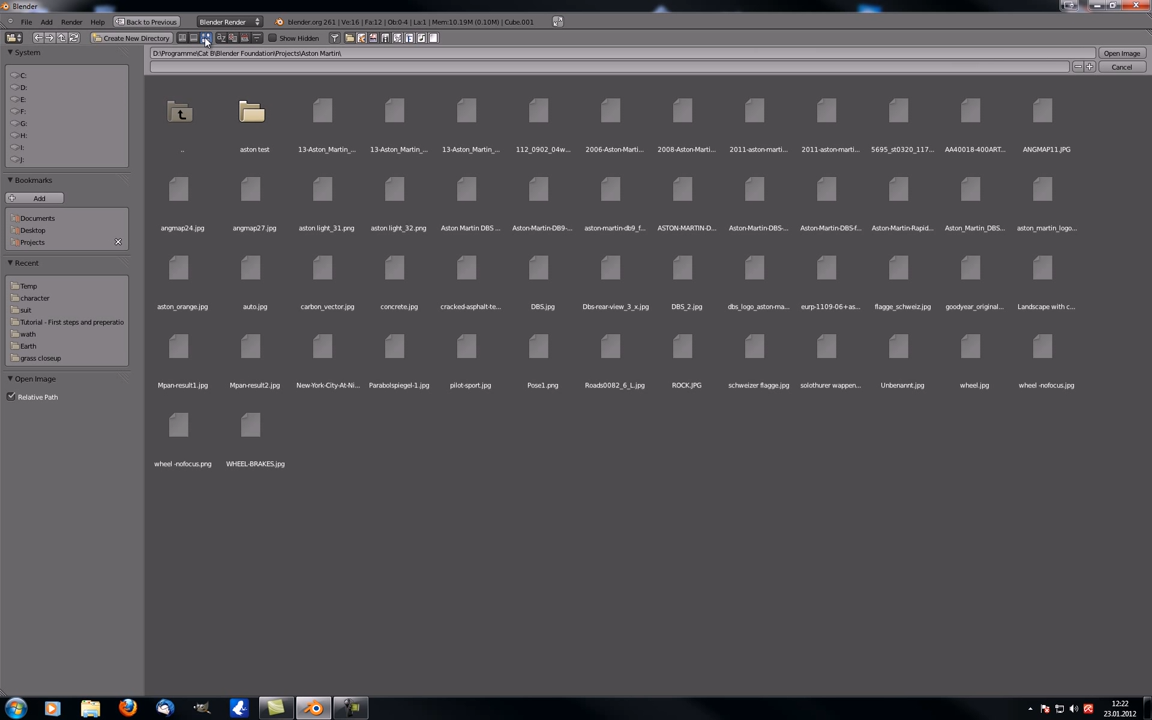 Blender
File Add Render Help Back to Previous Blender Render blender.org 261 | Ve:16 | Fa:12 | Ob:0-4 | La:1 | Mem:10.19M (0.10M) | Cube.001
Create New Directory Show Hidden
System
C:
D:
E:
F:
G:
H:
I:
J:
Bookmarks
Add
Documents
Desktop
Projects
Recent
Temp
character
suit
Tutorial - First steps and preperatio
wath
Earth
grass closeup
Open Image
Relative Path
D:\Programme\Cat B\Blender Foundation\Projects\Aston Martin\ Open Image
Cancel
.. aston test 13-Aston_Martin_... 13-Aston_Martin_... 13-Aston_Martin_... 112_0902_04w... 2006-Aston-Marti... 2008-Aston-Marti... 2011-aston-marti... 2011-aston-marti... 5695_st0320_117... AA40018-400ART... ANGMAP11.JPG
angmap24.jpg angmap27.jpg aston light_31.png aston light_32.png Aston Martin DBS ... Aston-Martin-DB9-... aston-martin-db9_f... ASTON-MARTIN-D... Aston-Martin-DBS-... Aston-Martin-DBS-f... Aston-Martin-Rapid... Aston_Martin_DBS... aston_martin_logo...
aston_orange.jpg auto.jpg carbon_vector.jpg concrete.jpg cracked-asphalt-te... DBS.jpg Dbs-rear-view_3_x.jpg DBS_2.jpg dbs_logo_aston-ma... eurp-1109-06+as... flagge_schweiz.jpg goodyear_original... Landscape with c...
Mpan-result1.jpg Mpan-result2.jpg New-York-City-At-Ni... Parabolspiegel-1.jpg pilot-sport.jpg Pose1.png Roads0082_6_L.jpg ROCK.JPG schweizer flagge.jpg solothurer wappen... Unbenannt.jpg wheel.jpg wheel -nofocus.jpg
wheel -nofocus.png WHEEL-BRAKES.jpg
12:22
23.01.2012